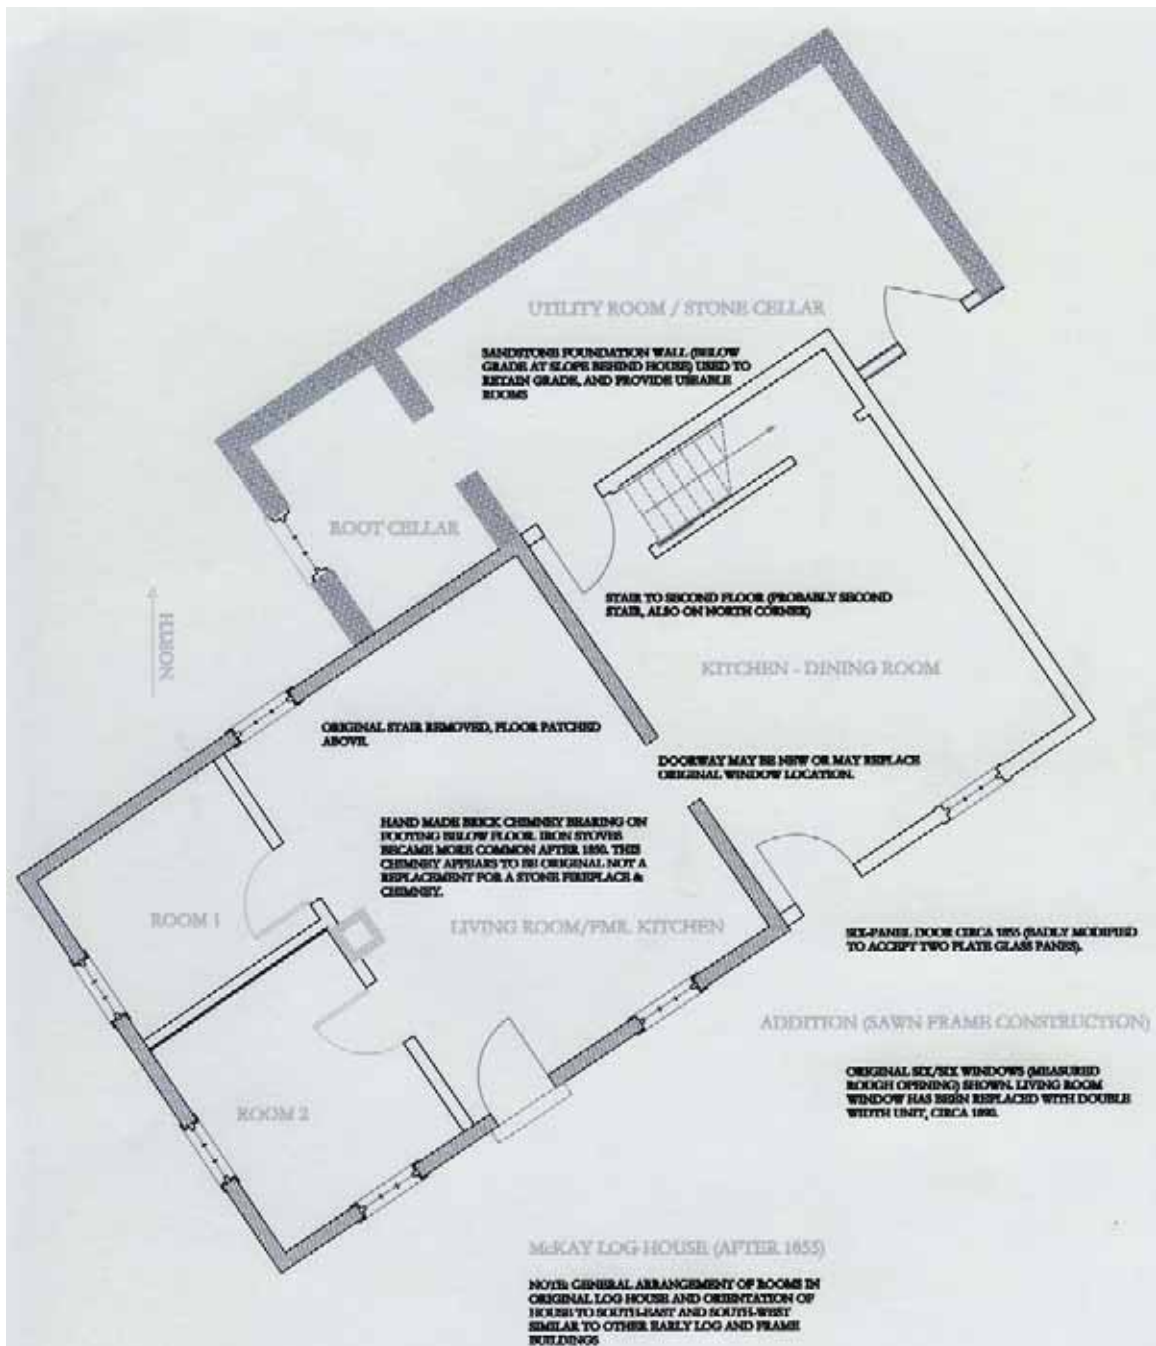 UTILITY ROOM / STONE CELLAR
SANDSTONE FOUNDATION WALL (BELOW
GRADE AT SLOPE BEHIND HOUSE) USED TO
RETAIN GRADE, AND PROVIDE USEABLE
ROOMS
ROOT CELLAR
STAIR TO SECOND FLOOR (PROBABLY SECOND
STAIR, ALSO ON NORTH CORNER)
NORTH
KITCHEN - DINING ROOM
ORIGINAL STAIR REMOVED, FLOOR PATCHED
ABOVE.
DOORWAY MAY BE NEW OR MAY REPLACE
ORIGINAL WINDOW LOCATION.
HAND MADE BRICK CHIMNEY BEARING ON
FOOTING BELOW FLOOR. IRON STOVES
BECAME MORE COMMON AFTER 1850. THIS
CHIMNEY APPEARS TO BE ORIGINAL NOT A
REPLACEMENT FOR A STONE FIREPLACE &
CHIMNEY.
ROOM 1
LIVING ROOM/FMR. KITCHEN
SIX-PANEL DOOR CIRCA 1855 (BADLY MODIFIED
TO ACCEPT TWO PLATE GLASS PANES).
ADDITION (SAWN FRAME CONSTRUCTION)
ORIGINAL SIX/SIX WINDOWS (MEASURED
ROUGH OPENING) SHOWN. LIVING ROOM
WINDOW HAS BEEN REPLACED WITH DOUBLE
WIDTH UNIT, CIRCA 1890.
ROOM 2
McKAY LOG HOUSE (AFTER 1855)
NOTE: GENERAL ARRANGEMENT OF ROOMS IN
ORIGINAL LOG HOUSE AND ORIENTATION OF
HOUSE TO SOUTH-EAST AND SOUTH-WEST
SIMILAR TO OTHER EARLY LOG AND FRAME
BUILDINGS